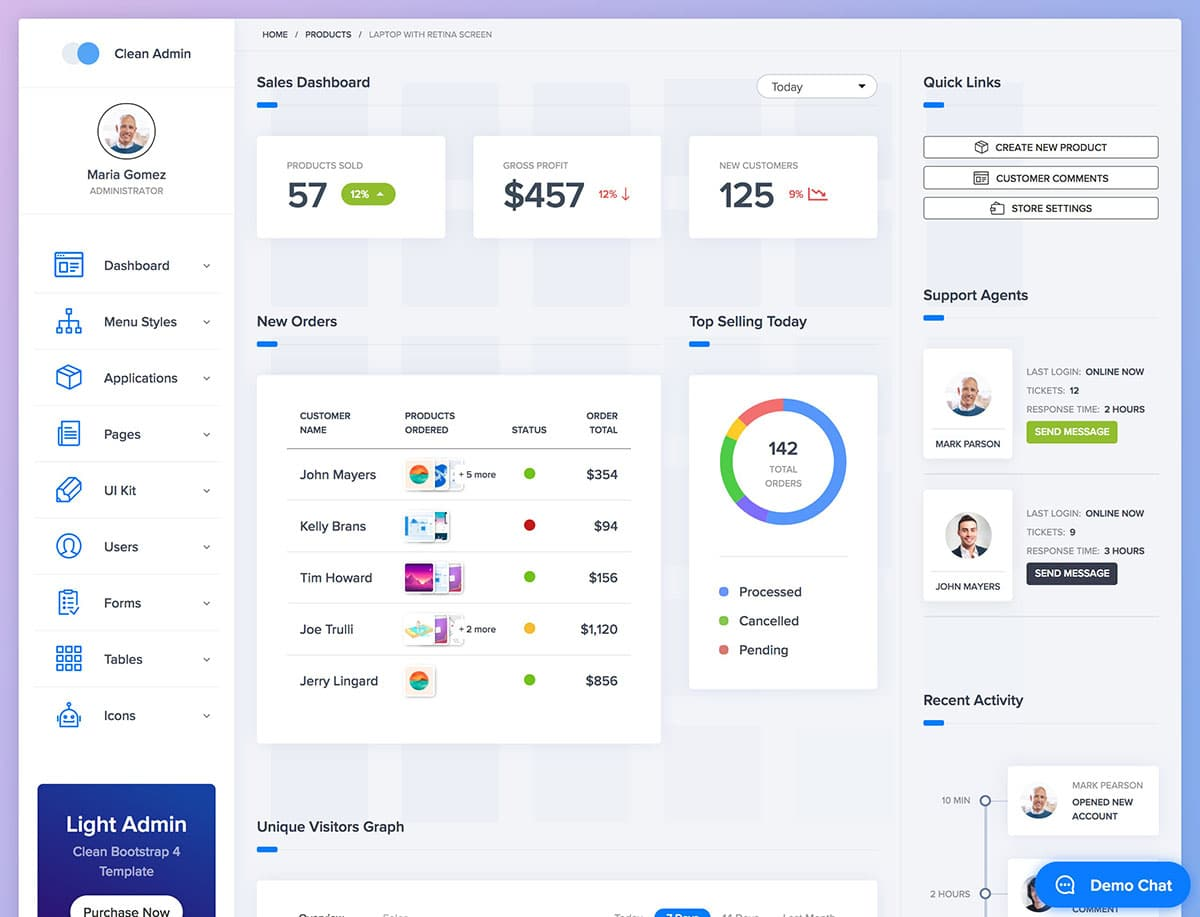 Clean Admin
Maria Gomez
ADMINISTRATOR
Dashboard
Menu Styles
Applications
Pages
UI Kit
Users
Forms
Tables
Icons
Light Admin
Clean Bootstrap 4
Template
Purchase Now
HOME / PRODUCTS / LAPTOP WITH RETINA SCREEN
Sales Dashboard
Today
PRODUCTS SOLD
57 12%
GROSS PROFIT
$457 12%
NEW CUSTOMERS
125 9%
New Orders
CUSTOMER NAME PRODUCTS ORDERED STATUS ORDER TOTAL
John Mayers + 5 more $354
Kelly Brans $94
Tim Howard $156
Joe Trulli + 2 more $1,120
Jerry Lingard $856
Top Selling Today
142
TOTAL
ORDERS
Processed
Cancelled
Pending
Unique Visitors Graph
Overview Sales Today 7 Days 14 Days Last Month
Quick Links
CREATE NEW PRODUCT
CUSTOMER COMMENTS
STORE SETTINGS
Support Agents
MARK PARSON
LAST LOGIN: ONLINE NOW
TICKETS: 12
RESPONSE TIME: 2 HOURS
SEND MESSAGE
JOHN MAYERS
LAST LOGIN: ONLINE NOW
TICKETS: 9
RESPONSE TIME: 3 HOURS
SEND MESSAGE
Recent Activity
10 MIN
MARK PEARSON
OPENED NEW
ACCOUNT
2 HOURS
COMMENT
Demo Chat